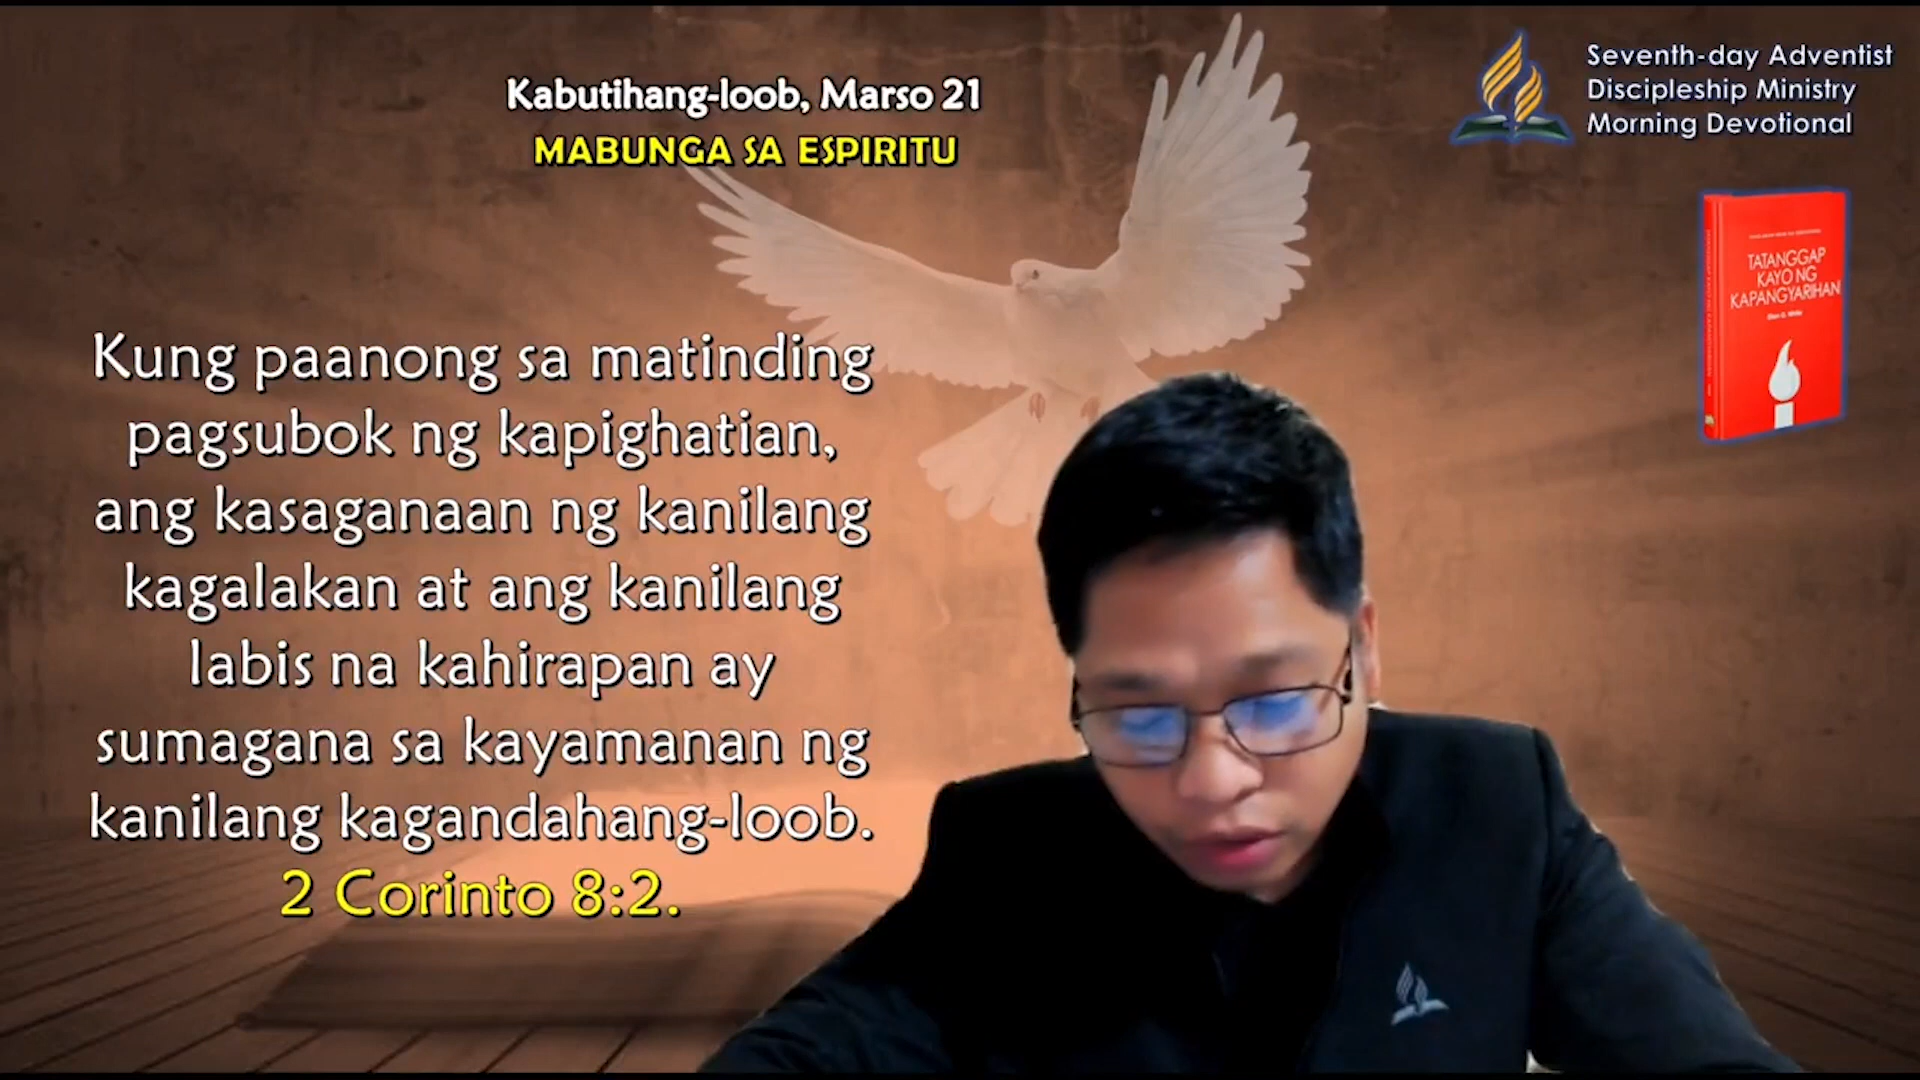 Kabutihang-loob, Marso 21
MABUNGA SA ESPIRITU
Seventh-day Adventist
Discipleship Ministry
Morning Devotional
TATANGGAP
KAYO NG
KAPANGYARIHAN
Kung paanong sa matinding
pagsubok ng kapighatian,
ang kasaganaan ng kanilang
kagalakan at ang kanilang
labis na kahirapan ay
sumagana sa kayamanan ng
kanilang kagandahang-loob.
2 Corinto 8:2.